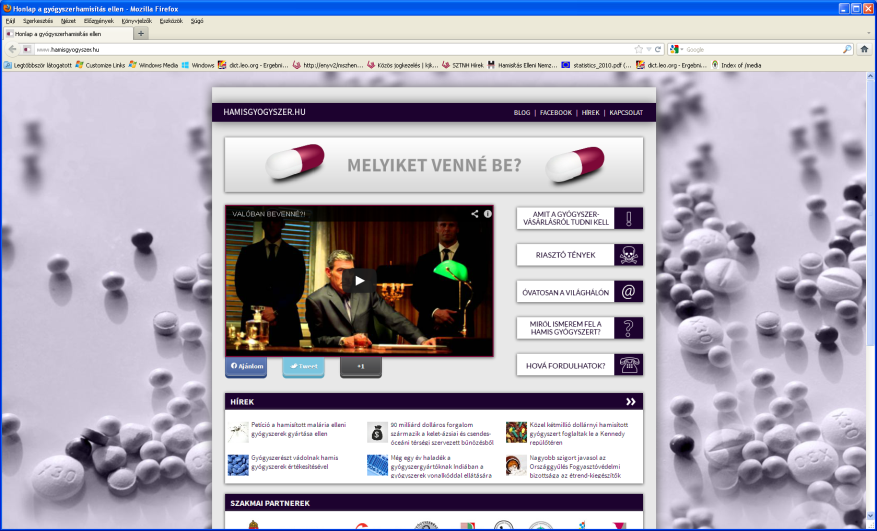 Honlap a gyógyszerhamisítás ellen - Mozilla Firefox
Fájl Szerkesztés Nézet Előzmények Könyvjelzők Eszközök Súgó
Honlap a gyógyszerhamisítás ellen
www.hamisgyogyszer.hu
Google
Legtöbbször látogatott Customize Links Windows Media Windows dict.leo.org - Ergebni... http://enyv2/nszhen... Közös jogkezelés | kjk... SZTNH Hírek Hamisítás Elleni Nemz... statistics_2010.pdf (... dict.leo.org - Ergebni... Index of /media
HAMISGYOGYSZER.HU
BLOG | FACEBOOK | HÍREK | KAPCSOLAT
MELYIKET VENNÉ BE?
VALÓBAN BEVENNÉ?!
AMIT A GYÓGYSZER-
VÁSÁRLÁSRÓL TUDNI KELL
!
RIASZTÓ TÉNYEK
ÓVATOSAN A VILÁGHÁLÓN
@
MIRŐL ISMEREM FEL A
HAMIS GYÓGYSZERT?
?
HOVÁ FORDULHATOK?
Ajánlom
Tweet
+1
HÍREK
Petíció a hamisított malária elleni
gyógyszerek gyártása ellen
90 milliárd dolláros forgalom
származik a kelet-ázsiai és csendes-
óceáni térségi szervezett bűnözésből
Közel kétmillió dollárnyi hamisított
gyógyszert foglaltak le a Kennedy
repülőtéren
Gyógyszerészt vádolnak hamis
gyógyszerek értékesítésével
Még egy év haladék a
gyógyszergyártóknak Indiában a
gyógyszerek vonalkóddal ellátására
Nagyobb szigort javasol az
Országgyűlés Fogyasztóvédelmi
bizottsága az étrend-kiegészítők
SZAKMAI PARTNEREK